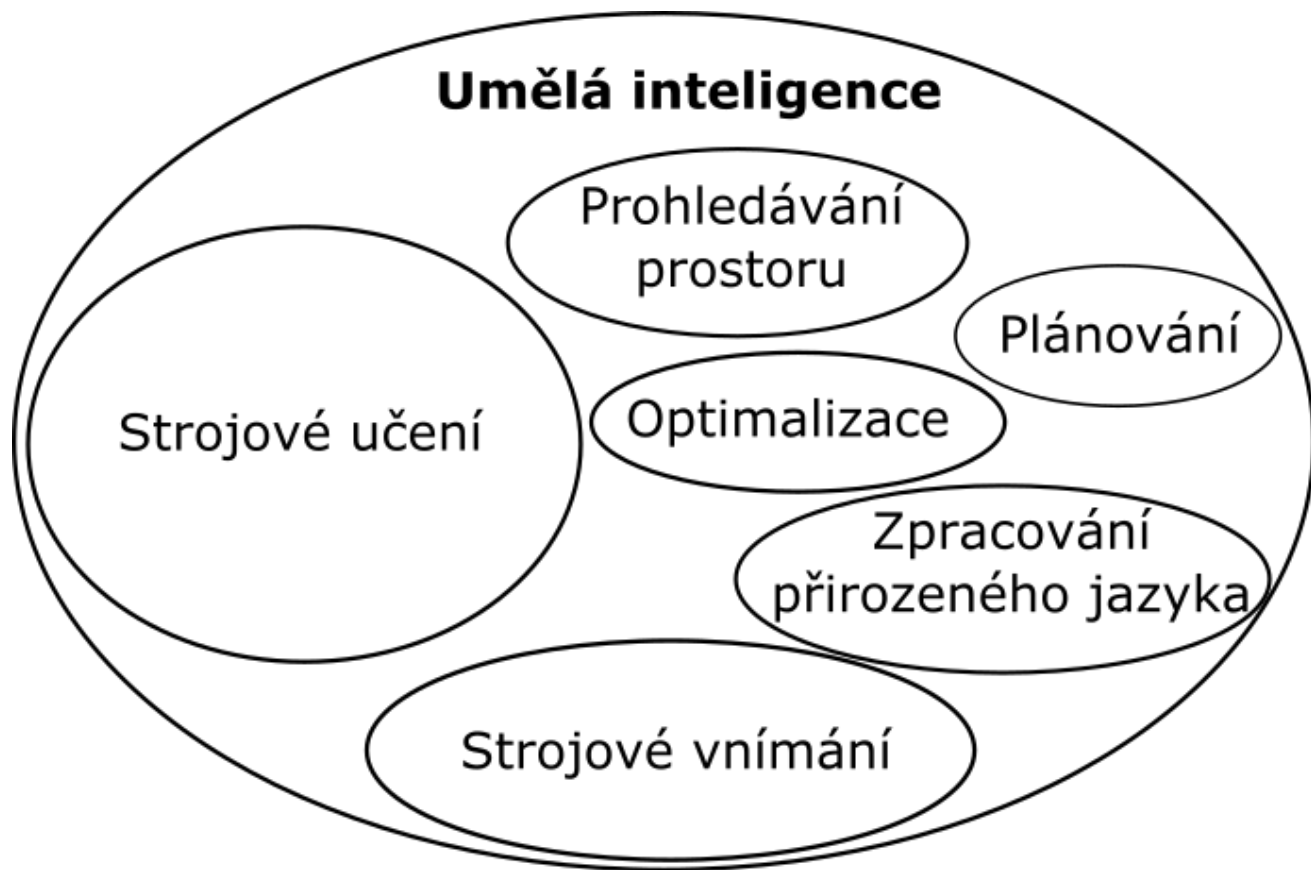 Umělá inteligence
Prohledávání
prostoru
Plánování
Strojové učení
Optimalizace
Zpracování
přirozeného jazyka
Strojové vnímání